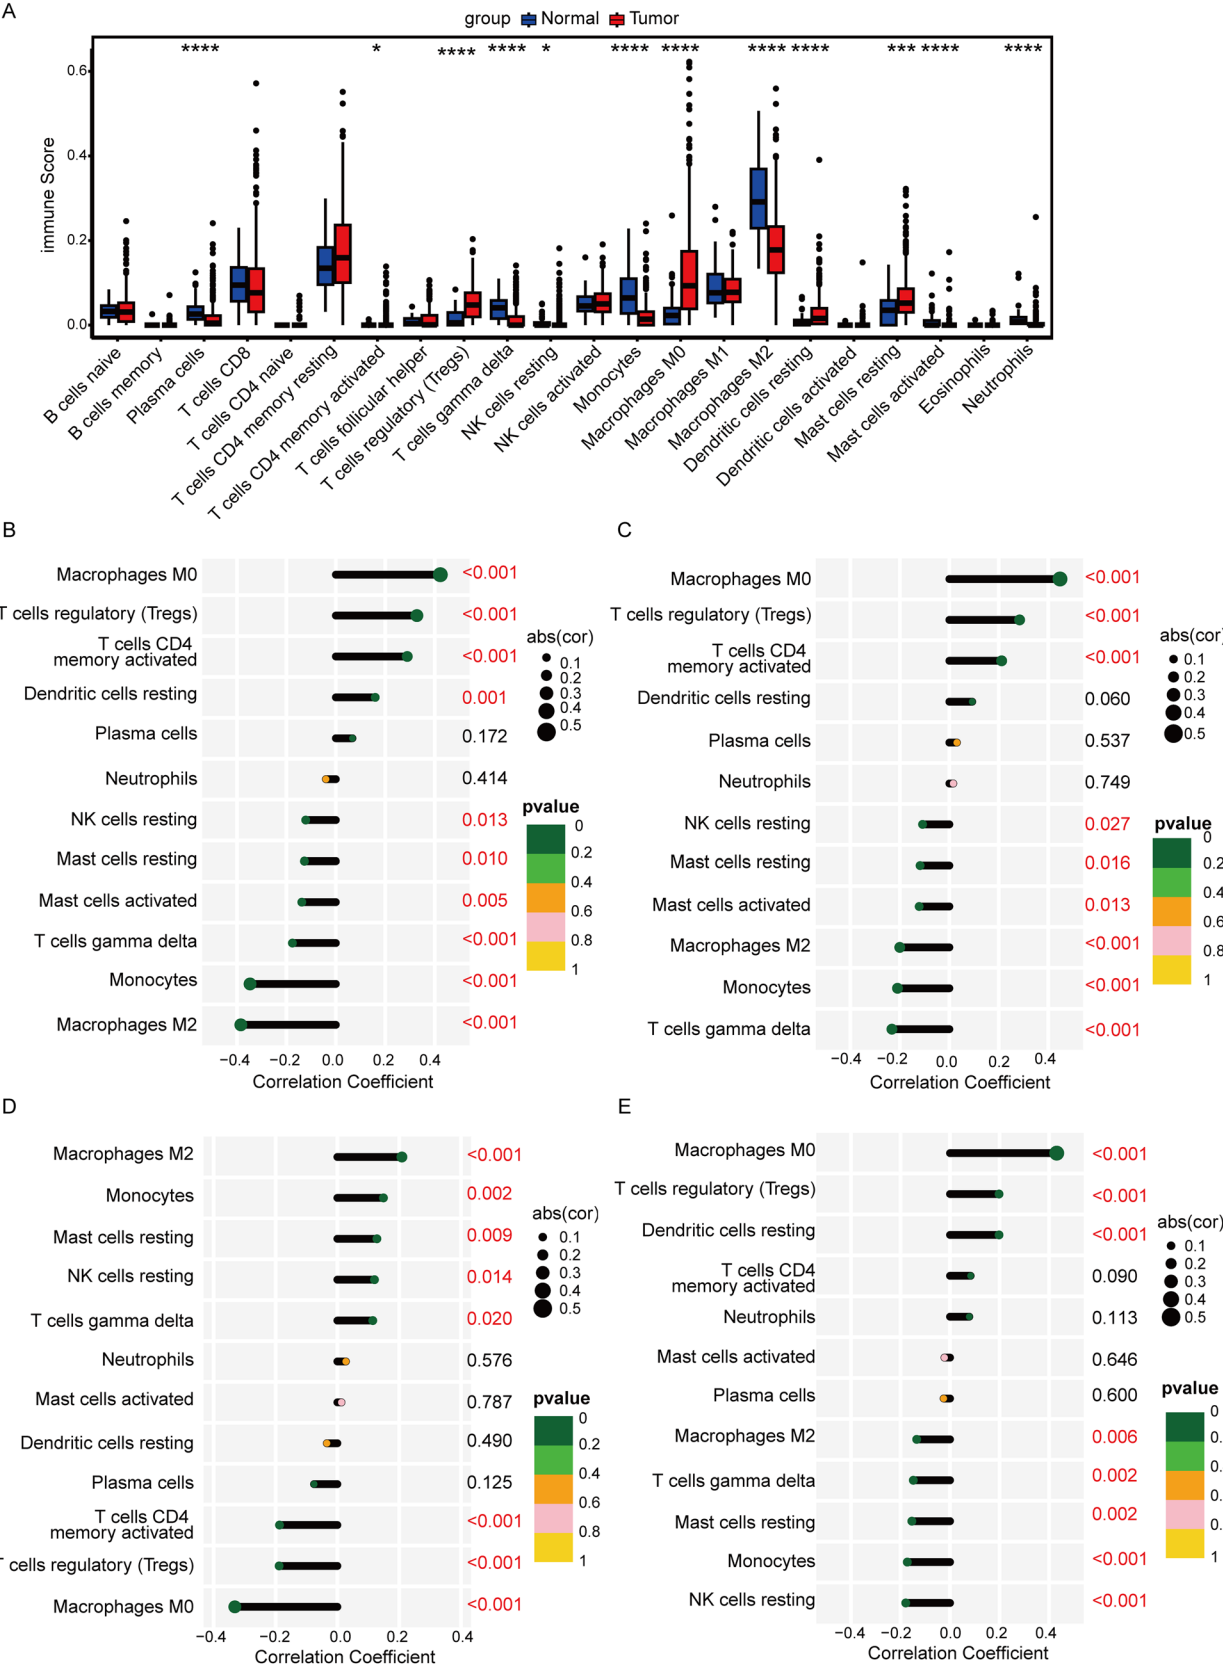 A
group Normal Tumor
**** * **** **** * **** **** **** **** *** **** ****
immune Score
0.6
0.4
0.2
0.0
B cells naive
B cells memory
Plasma cells
T cells CD8
T cells CD4 naive
T cells CD4 memory resting
T cells CD4 memory activated
T cells follicular helper
T cells regulatory (Tregs)
T cells gamma delta
NK cells resting
NK cells activated
Monocytes
Macrophages M0
Macrophages M1
Macrophages M2
Dendritic cells resting
Dendritic cells activated
Mast cells resting
Mast cells activated
Eosinophils
Neutrophils
B
Macrophages M0 <0.001
T cells regulatory (Tregs) <0.001
T cells CD4
memory activated <0.001
Dendritic cells resting 0.001
Plasma cells 0.172
Neutrophils 0.414
NK cells resting 0.013
Mast cells resting 0.010
Mast cells activated 0.005
T cells gamma delta <0.001
Monocytes <0.001
Macrophages M2 <0.001
−0.4 −0.2 0.0 0.2 0.4
Correlation Coefficient
abs(cor)
0.1
0.2
0.3
0.4
0.5
pvalue
0
0.2
0.4
0.6
0.8
1
C
Macrophages M0 <0.001
T cells regulatory (Tregs) <0.001
T cells CD4
memory activated <0.001
Dendritic cells resting 0.060
Plasma cells 0.537
Neutrophils 0.749
NK cells resting 0.027
Mast cells resting 0.016
Mast cells activated 0.013
Macrophages M2 <0.001
Monocytes <0.001
T cells gamma delta <0.001
−0.4 −0.2 0.0 0.2 0.4
Correlation Coefficient
abs(cor)
0.1
0.2
0.3
0.4
0.5
pvalue
0
0.2
0.4
0.6
0.8
1
D
Macrophages M2 <0.001
Monocytes 0.002
Mast cells resting 0.009
NK cells resting 0.014
T cells gamma delta 0.020
Neutrophils 0.576
Mast cells activated 0.787
Dendritic cells resting 0.490
Plasma cells 0.125
T cells CD4
memory activated <0.001
T cells regulatory (Tregs) <0.001
Macrophages M0 <0.001
−0.4 −0.2 0.0 0.2 0.4
Correlation Coefficient
abs(cor)
0.1
0.2
0.3
0.4
0.5
pvalue
0
0.2
0.4
0.6
0.8
1
E
Macrophages M0 <0.001
T cells regulatory (Tregs) <0.001
Dendritic cells resting <0.001
T cells CD4
memory activated 0.090
Neutrophils 0.113
Mast cells activated 0.646
Plasma cells 0.600
Macrophages M2 0.006
T cells gamma delta 0.002
Mast cells resting 0.002
Monocytes <0.001
NK cells resting <0.001
−0.4 −0.2 0.0 0.2 0.4
Correlation Coefficient
abs(cor)
0.1
0.2
0.3
0.4
0.5
pvalue
0
0.
0.
0.
0.
1